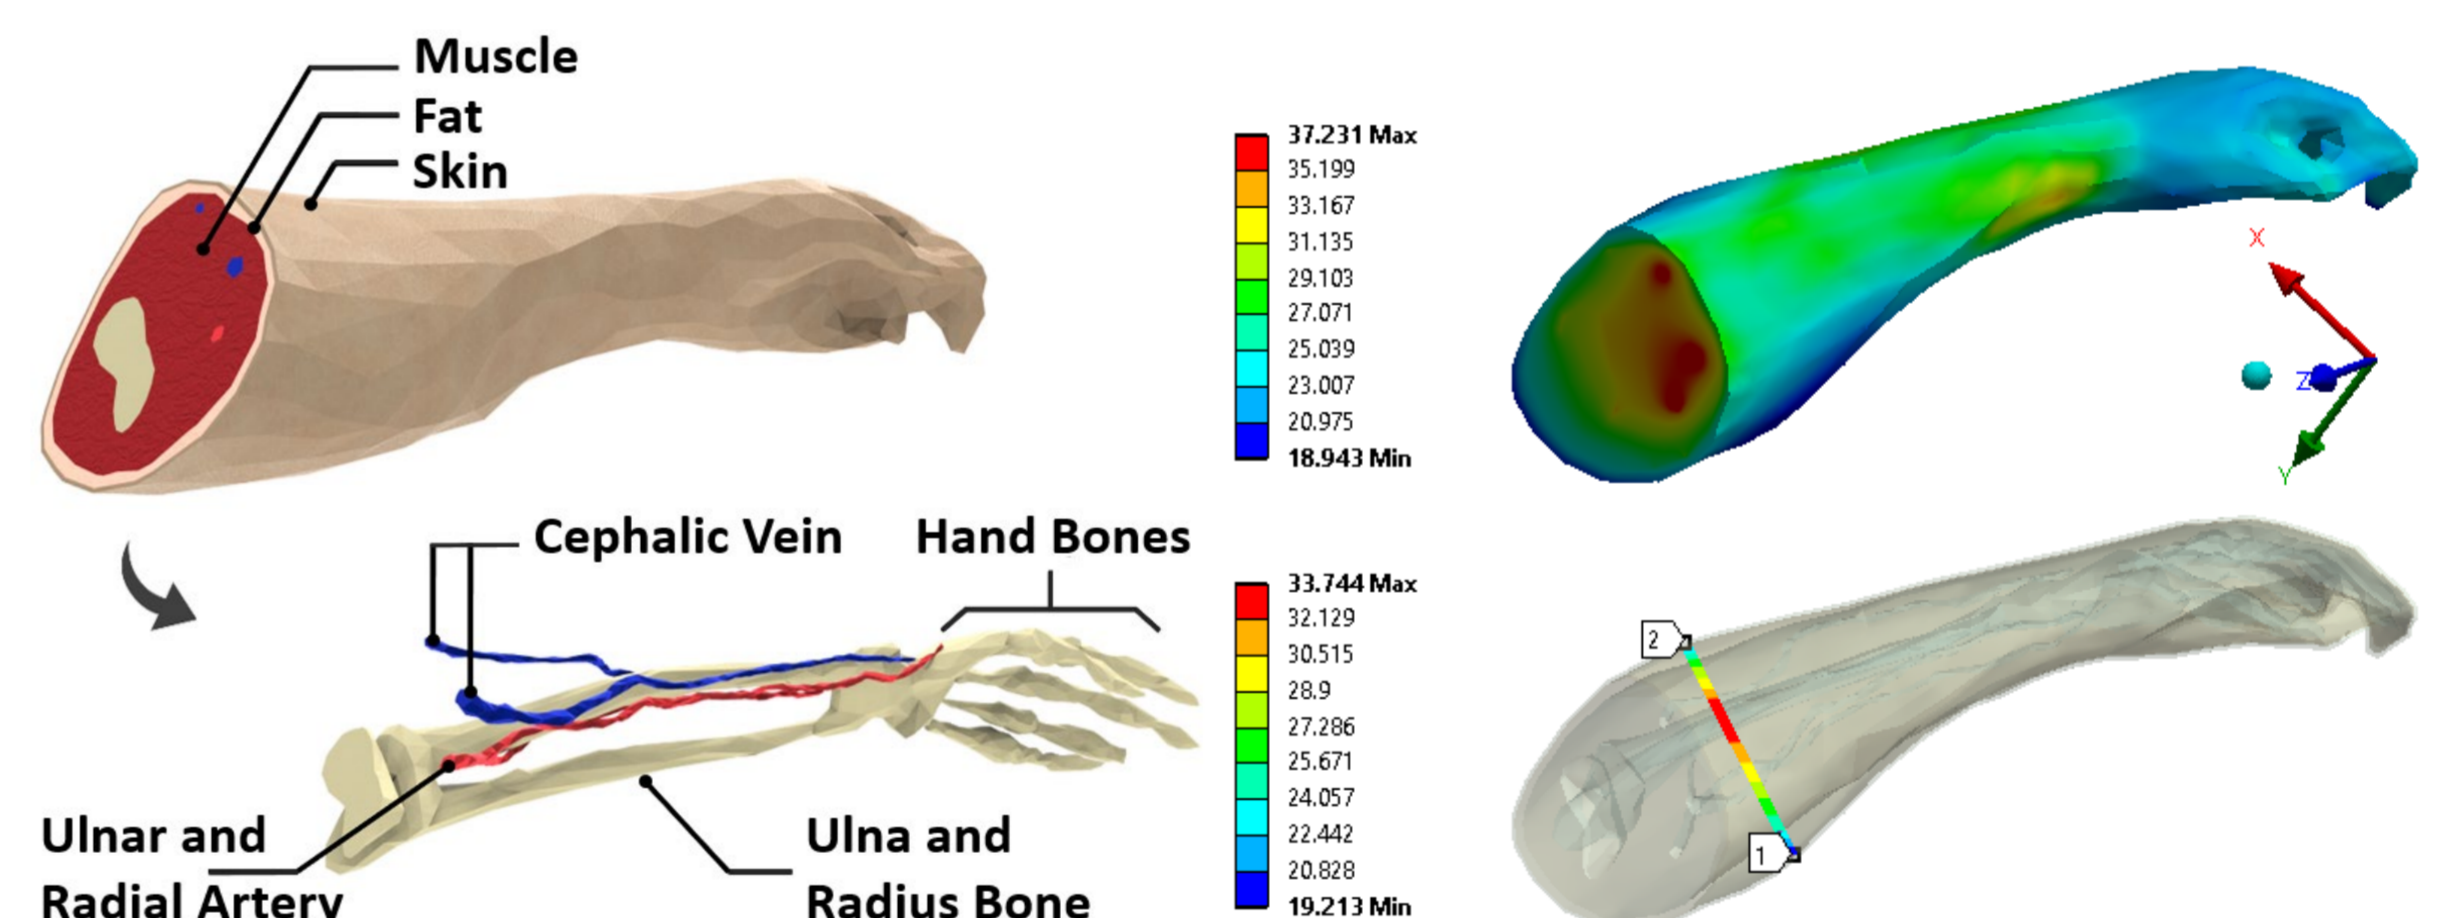 Muscle
Fat
Skin
Cephalic Vein
Hand Bones
Ulnar and
Radial Artery
Ulna and
Radius Bone
37.231 Max
35.199
33.167
31.135
29.103
27.071
25.039
23.007
20.975
18.943 Min
X
Z
Y
33.744 Max
32.129
30.515
28.9
27.286
25.671
24.057
22.442
20.828
19.213 Min
2
1